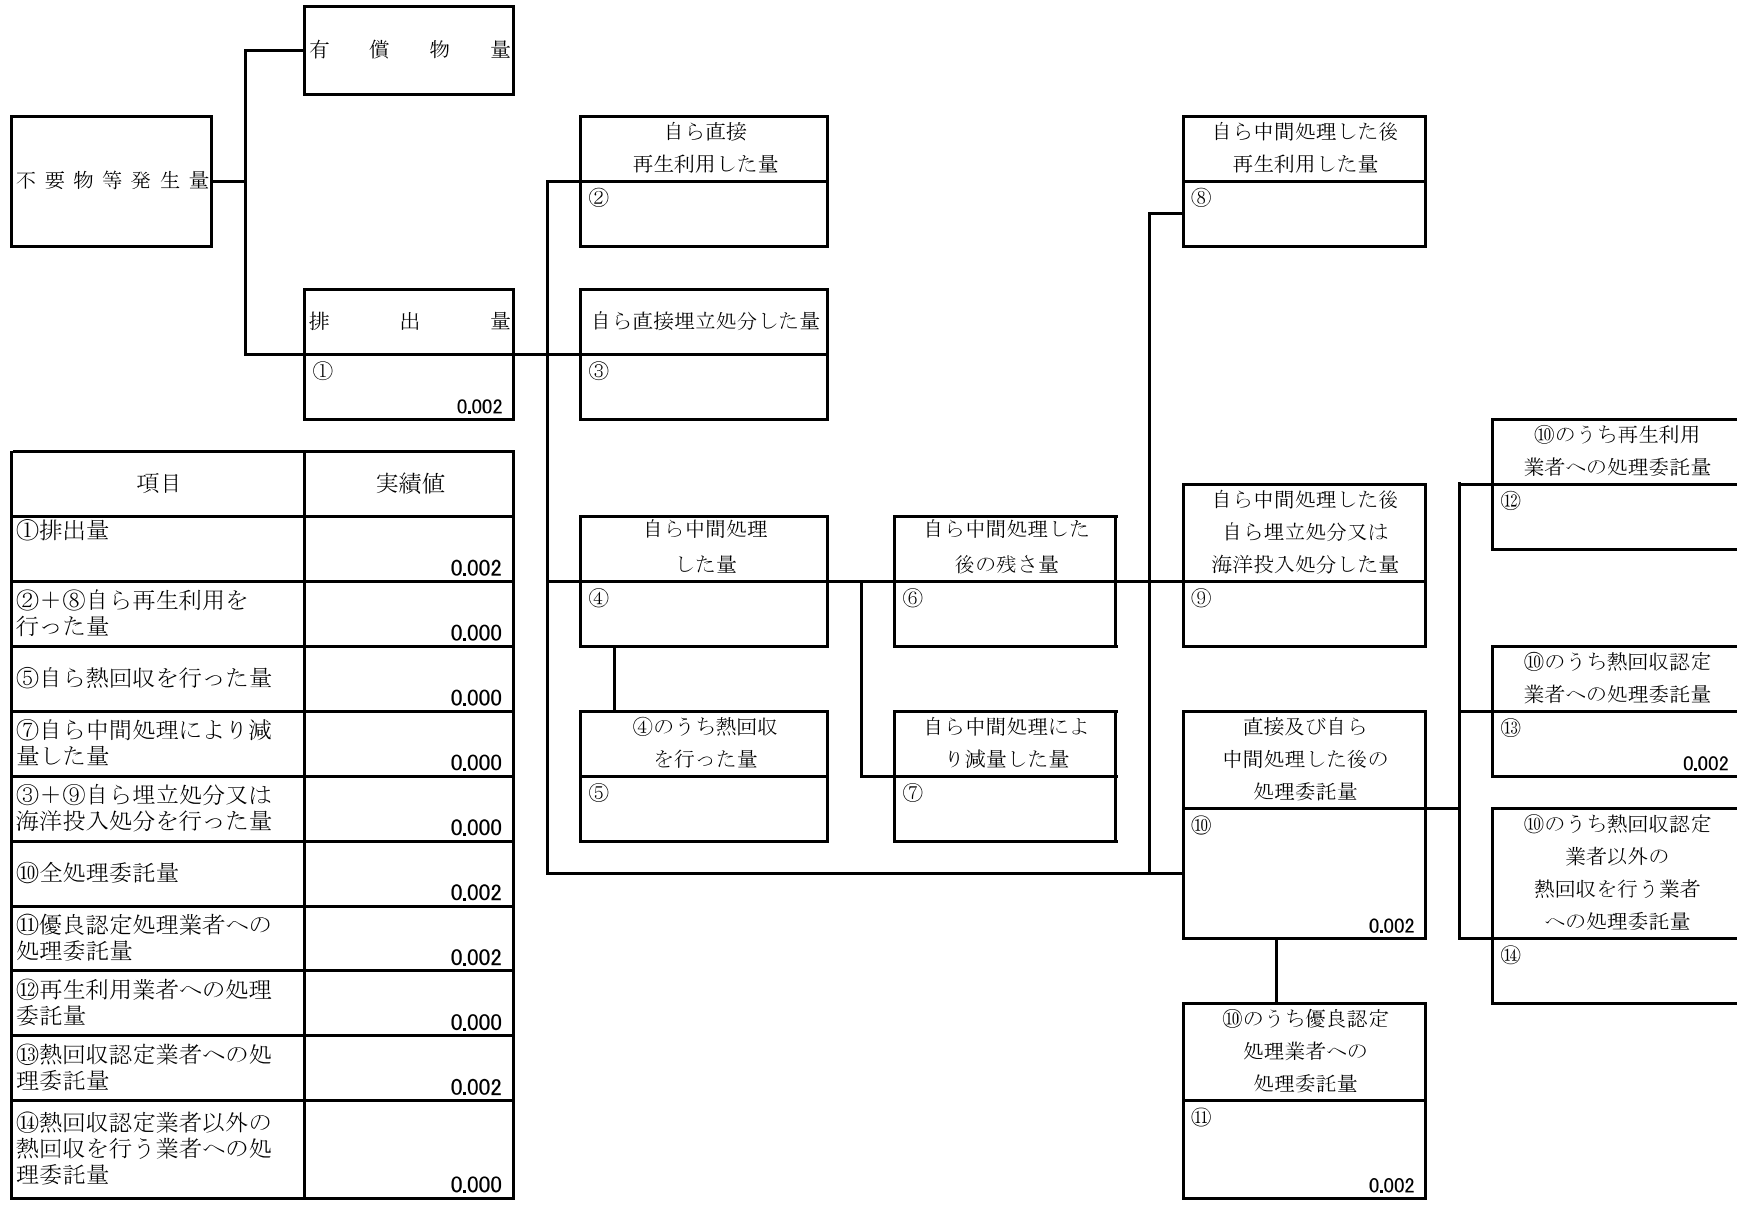 有償物量
不要物等発生量
排出量
①
0.002
自ら直接
再生利用した量
②
自ら直接埋立処分した量
③
自ら中間処理
した量
④
④のうち熱回収
を行った量
⑤
自ら中間処理した
後の残さ量
⑥
自ら中間処理によ
り減量した量
⑦
自ら中間処理した後
再生利用した量
⑧
自ら中間処理した後
自ら埋立処分又は
海洋投入処分した量
⑨
直接及び自ら
中間処理した後の
処理委託量
⑩
0.002
⑩のうち優良認定
処理業者への
処理委託量
⑪
0.002
⑩のうち再生利用
業者への処理委託量
⑫
⑩のうち熱回収認定
業者への処理委託量
⑬
0.002
⑩のうち熱回収認定
業者以外の
熱回収を行う業者
への処理委託量
⑭
項目 実績値
①排出量
0.002
②＋⑧自ら再生利用を
行った量
0.000
⑤自ら熱回収を行った量
0.000
⑦自ら中間処理により減
量した量
0.000
③＋⑨自ら埋立処分又は
海洋投入処分を行った量
0.000
⑩全処理委託量
0.002
⑪優良認定処理業者への
処理委託量
0.002
⑫再生利用業者への処理
委託量
0.000
⑬熱回収認定業者への処
理委託量
0.002
⑭熱回収認定業者以外の
熱回収を行う業者への処
理委託量
0.000